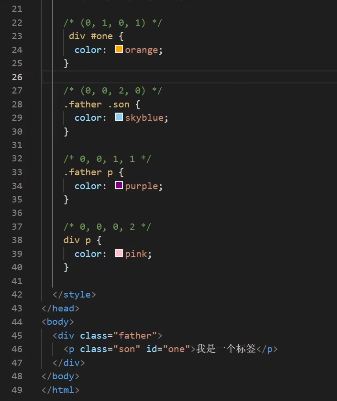 21
22 /* (0, 1, 0, 1) */
23 div #one {
24 color: orange;
25 }
26
27 /* (0, 0, 2, 0) */
28 .father .son {
29 color: skyblue;
30 }
31
32 /* 0, 0, 1, 1 */
33 .father p {
34 color: purple;
35 }
36
37 /* 0, 0, 0, 2 */
38 div p {
39 color: pink;
40 }
41
42 </style>
43 </head>
44 <body>
45 <div class="father">
46 <p class="son" id="one">我是一个标签</p>
47 </div>
48 </body>
49 </html>